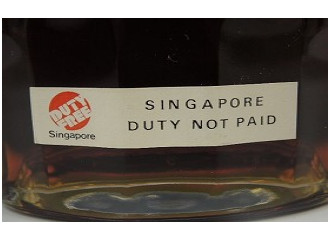 DUTY
FREE
Singapore
SINGAPORE
DUTY NOT PAID